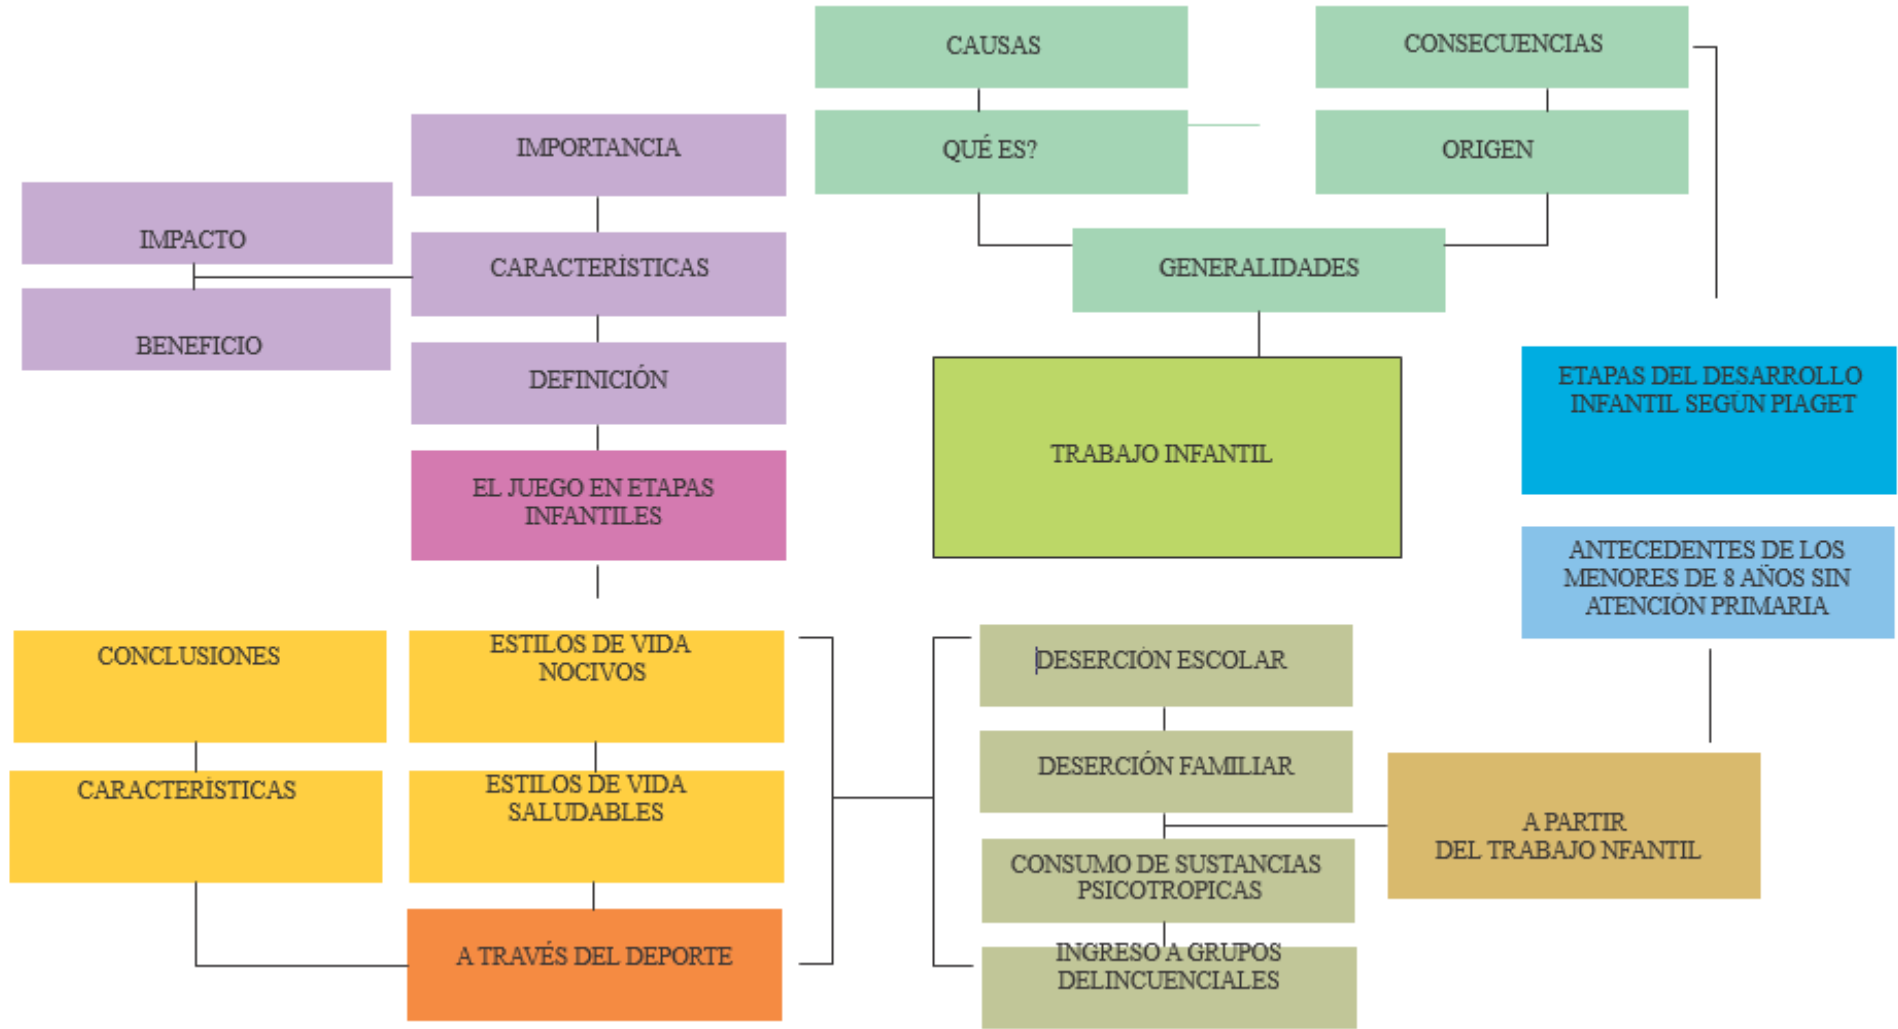 CAUSAS
CONSECUENCIAS
QUÉ ES?
ORIGEN
GENERALIDADES
TRABAJO INFANTIL
IMPORTANCIA
IMPACTO
CARACTERÍSTICAS
BENEFICIO
DEFINICIÓN
EL JUEGO EN ETAPAS
INFANTILES
ETAPAS DEL DESARROLLO
INFANTIL SEGÚN PIAGET
ANTECEDENTES DE LOS
MENORES DE 8 AÑOS SIN
ATENCIÓN PRIMARIA
CONCLUSIONES
ESTILOS DE VIDA
NOCIVOS
CARACTERÍSTICAS
ESTILOS DE VIDA
SALUDABLES
A TRAVÉS DEL DEPORTE
DESERCIÓN ESCOLAR
DESERCIÓN FAMILIAR
CONSUMO DE SUSTANCIAS
PSICOTROPICAS
INGRESO A GRUPOS
DELINCUENCIALES
A PARTIR
DEL TRABAJO NFANTIL